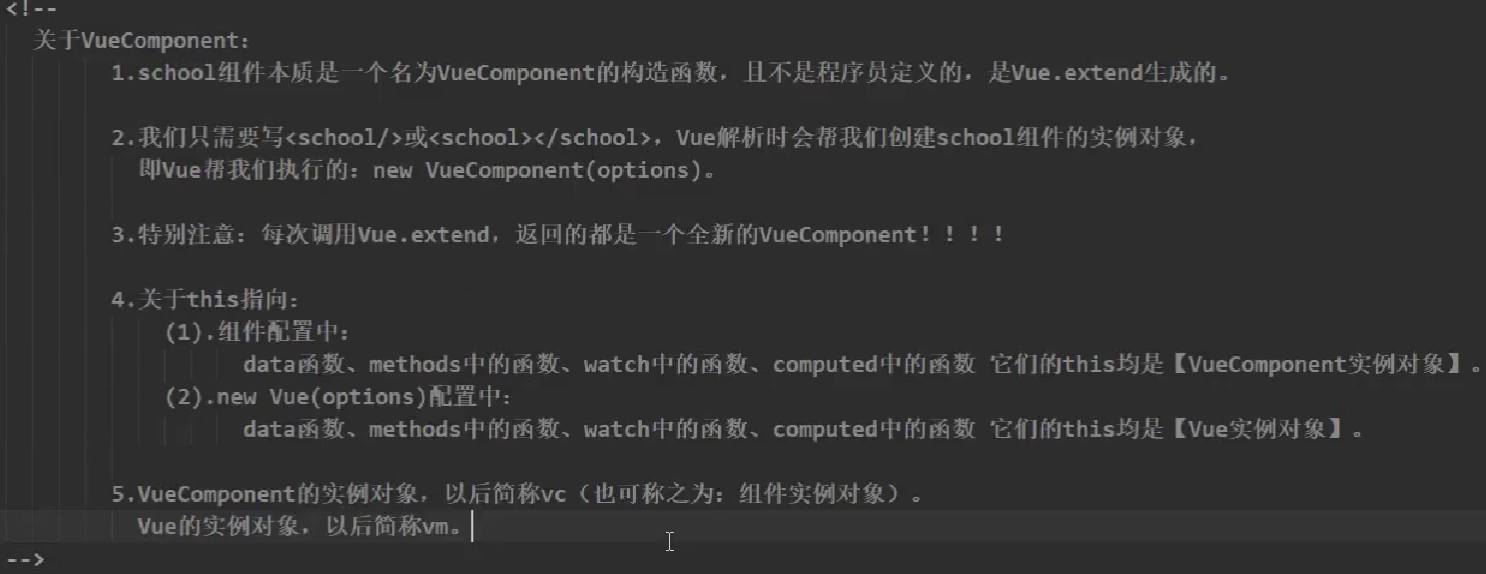 <!--
关于VueComponent:
1.school组件本质是一个名为VueComponent的构造函数，且不是程序员定义的，是Vue.extend生成的。
2.我们只需要写<school/>或<school></school>，Vue解析时会帮我们创建school组件的实例对象，
即Vue帮我们执行的：new VueComponent(options)。
3.特别注意：每次调用Vue.extend，返回的都是一个全新的VueComponent！！！！
4.关于this指向：
(1).组件配置中：
data函数、methods中的函数、watch中的函数、computed中的函数 它们的this均是【VueComponent实例对象】。
(2).new Vue(options)配置中：
data函数、methods中的函数、watch中的函数、computed中的函数 它们的this均是【Vue实例对象】。
5.VueComponent的实例对象，以后简称vc（也可称之为：组件实例对象）。
Vue的实例对象，以后简称vm。
-->